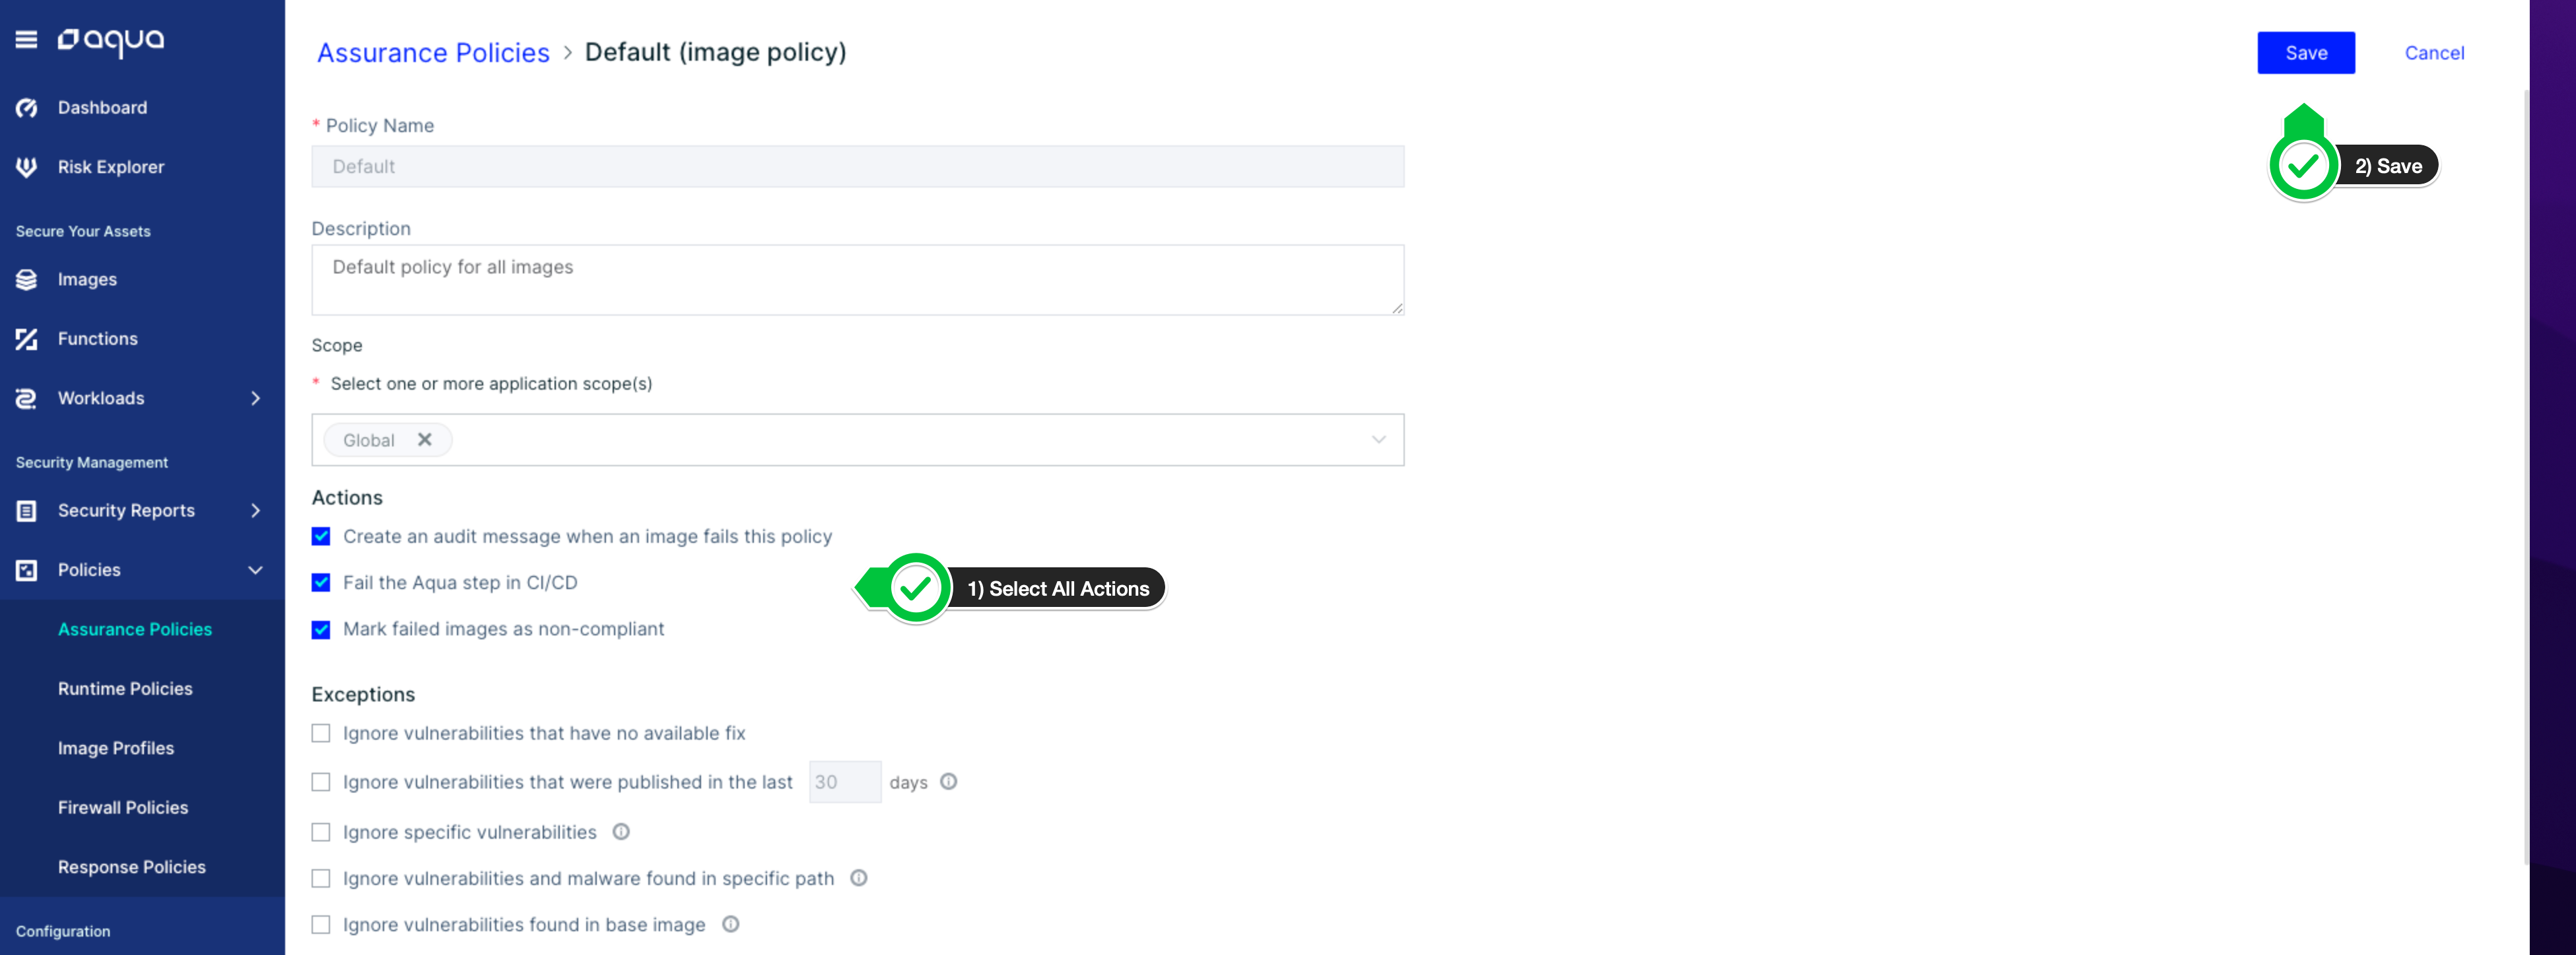 aqua
Dashboard
Risk Explorer
Secure Your Assets
Images
Functions
Workloads
Security Management
Security Reports
Policies
Assurance Policies
Runtime Policies
Image Profiles
Firewall Policies
Response Policies
Configuration
Assurance Policies > Default (image policy)
Save Cancel
2) Save
* Policy Name
Default
Description
Default policy for all images
Scope
* Select one or more application scope(s)
Global
Actions
Create an audit message when an image fails this policy
Fail the Aqua step in CI/CD
1) Select All Actions
Mark failed images as non-compliant
Exceptions
Ignore vulnerabilities that have no available fix
Ignore vulnerabilities that were published in the last 30 days
Ignore specific vulnerabilities
Ignore vulnerabilities and malware found in specific path
Ignore vulnerabilities found in base image